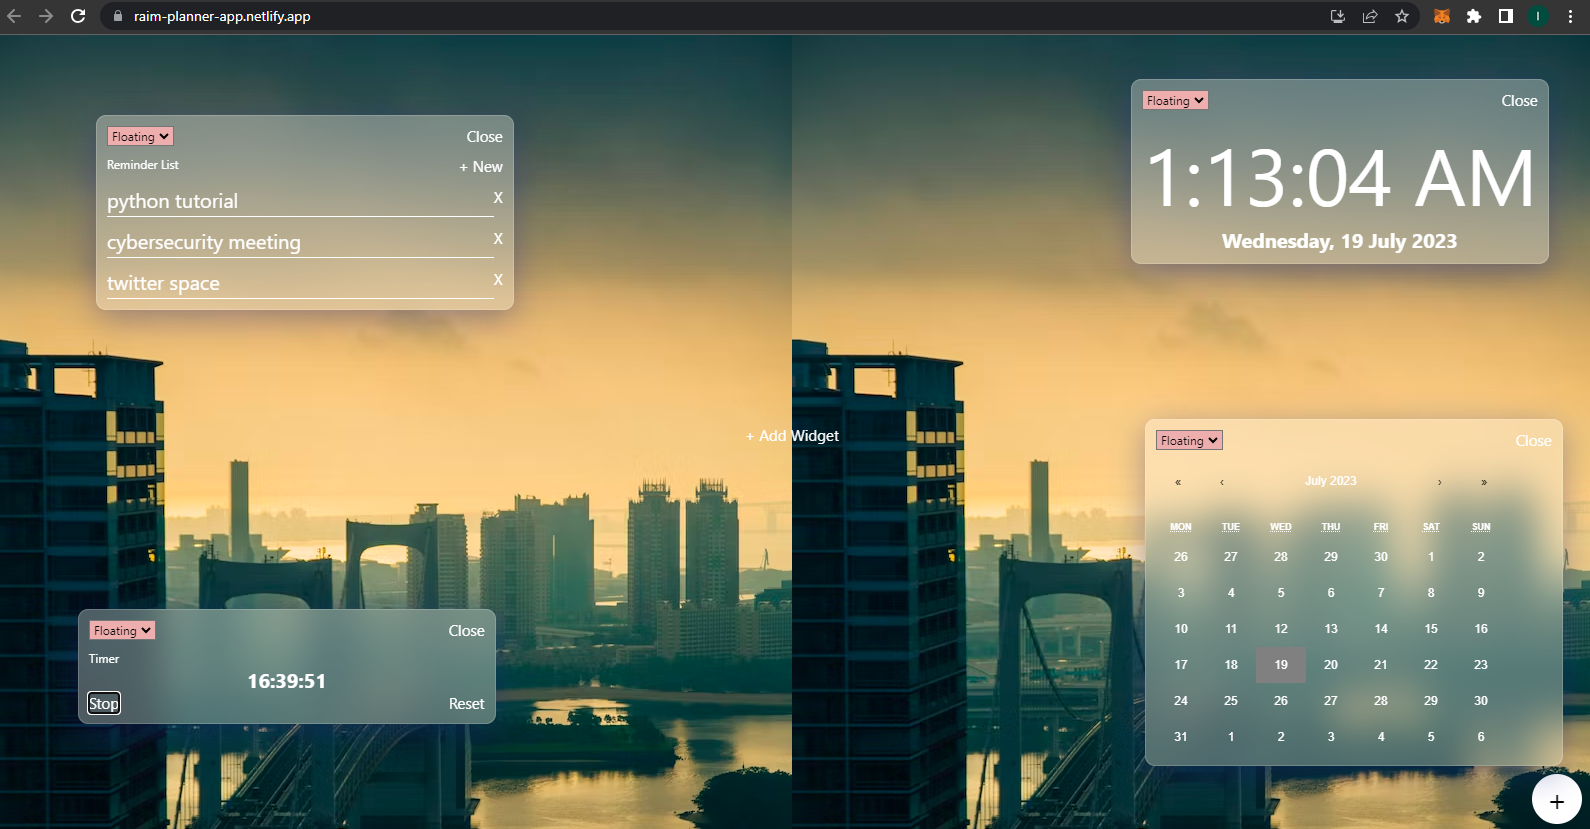 raim-planner-app.netlify.app
I
Floating
Close
Reminder List
+ New
python tutorial
X
cybersecurity meeting
X
twitter space
X
Floating
Close
1:13:04 AM
Wednesday, 19 July 2023
+ Add Widget
Floating
Close
Timer
16:39:51
Stop
Reset
Floating
Close
« ‹ July 2023 › »
MON TUE WED THU FRI SAT SUN
26 27 28 29 30 1 2
3 4 5 6 7 8 9
10 11 12 13 14 15 16
17 18 19 20 21 22 23
24 25 26 27 28 29 30
31 1 2 3 4 5 6
+